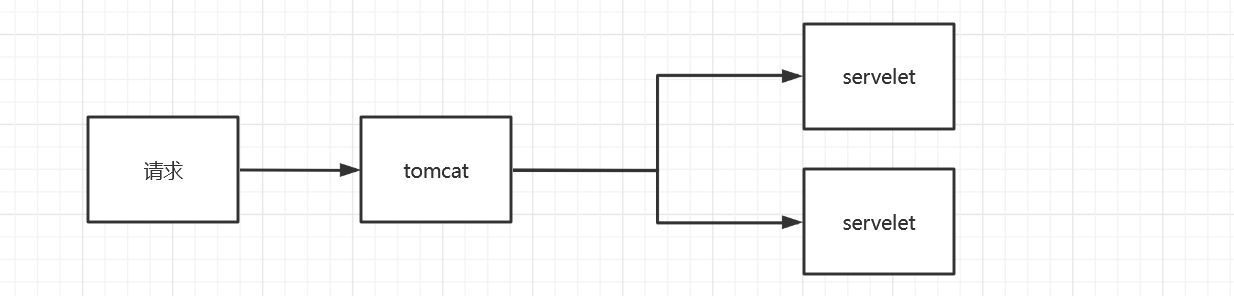 请求
tomcat
servelet
servelet